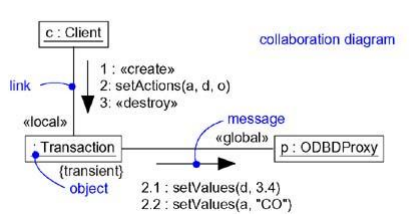 c : Client
collaboration diagram
1 : «create»
link
2: setActions(a, d, o)
3: «destroy»
message
«local»
«global»
: Transaction
p : ODBDProxy
{transient}
object
2.1 : setValues(d, 3.4)
2.2 : setValues(a, "CO")